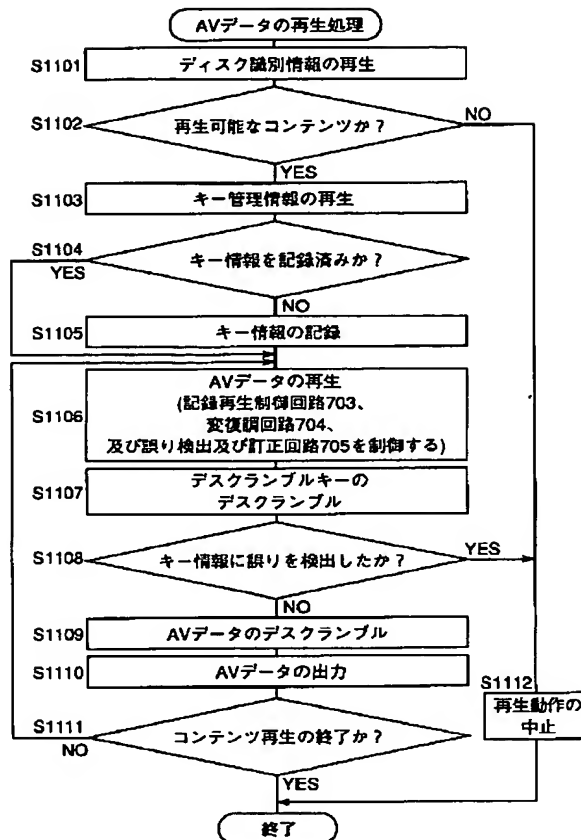 AVデータの再生処理
S1101
ディスク識別情報の再生
S1102
再生可能なコンテンツか？
NO
YES
S1103
キー管理情報の再生
S1104
YES
キー情報を記録済みか？
NO
S1105
キー情報の記録
S1106
AVデータの再生
(記録再生制御回路703、
変復調回路704、
及び誤り検出及び訂正回路705を制御する)
S1107
デスクランブルキーの
デスクランブル
S1108
キー情報に誤りを検出したか？
YES
NO
S1109
AVデータのデスクランブル
S1110
AVデータの出力
S1112
再生動作の
中止
S1111
NO
コンテンツ再生の終了か？
YES
終了